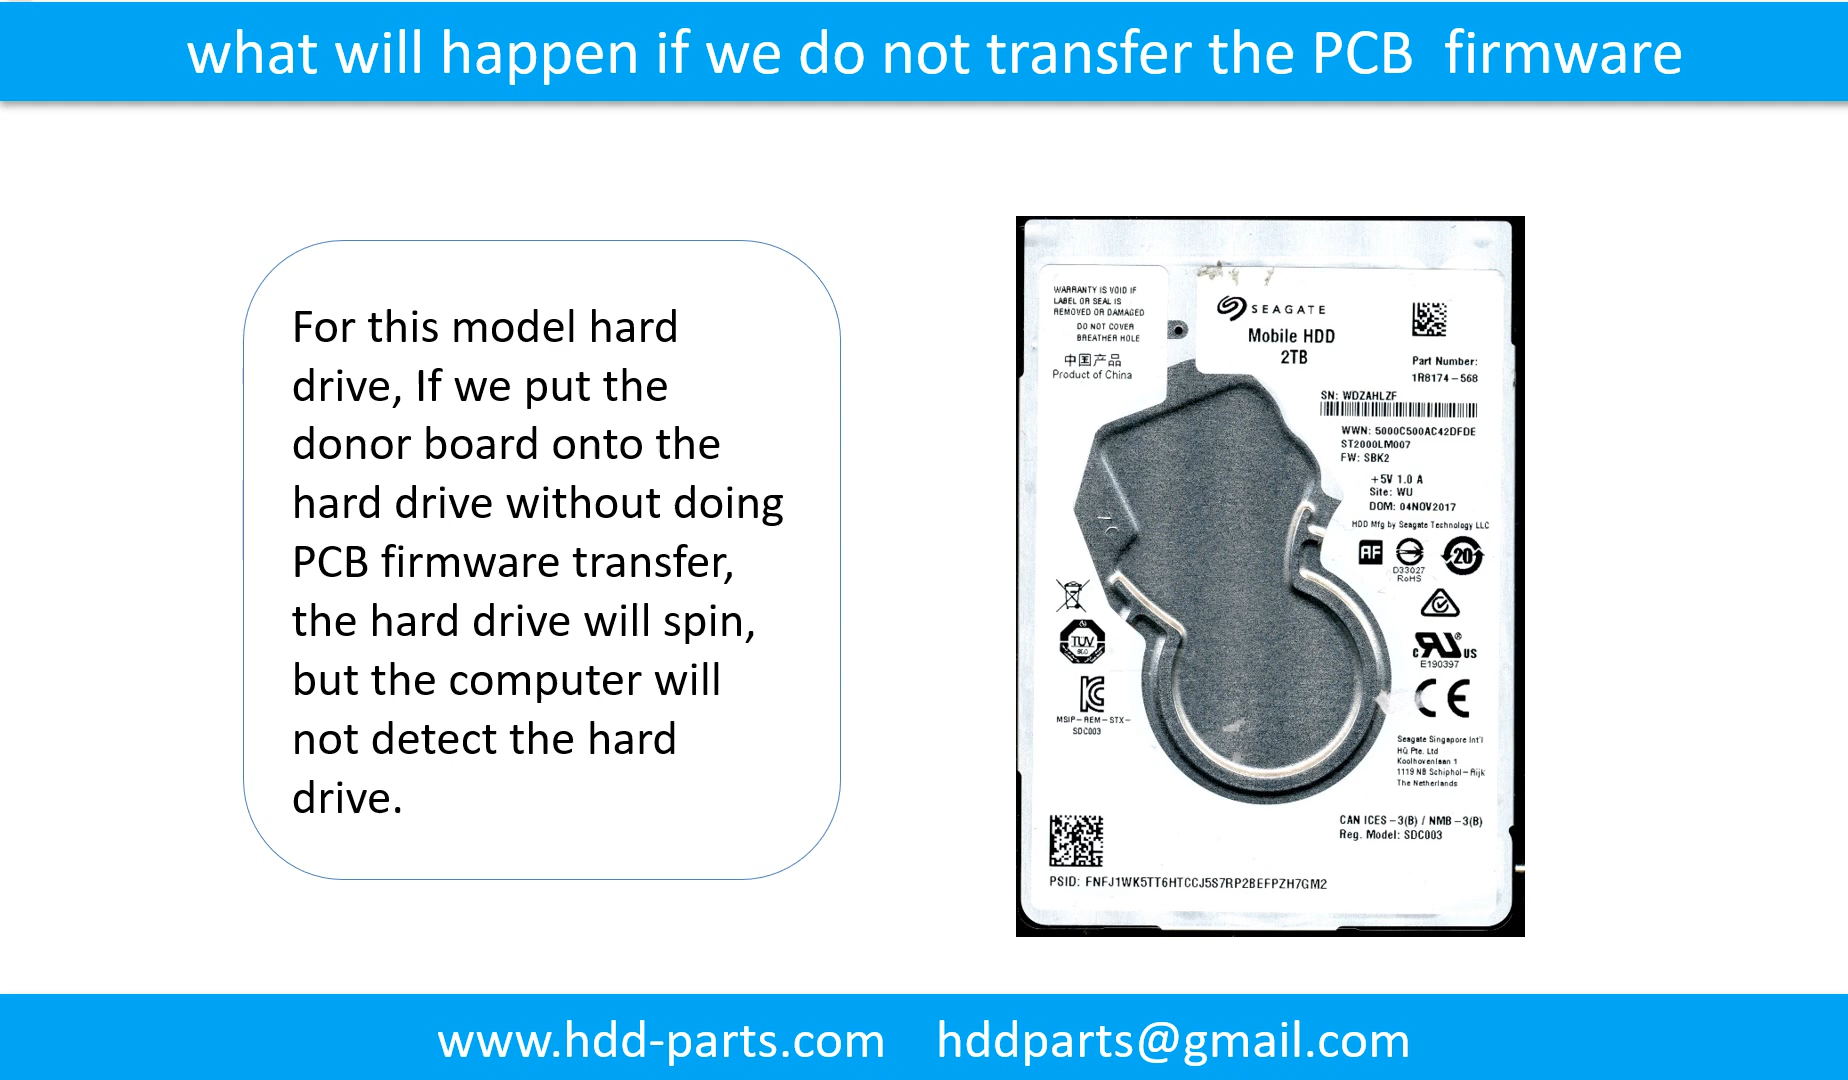 what will happen if we do not transfer the PCB  firmware
For this model hard
drive, If we put the
donor board onto the
hard drive without doing
PCB firmware transfer,
the hard drive will spin,
but the computer will
not detect the hard
drive.
WARRANTY IS VOID IF
LABEL OR SEAL IS
REMOVED OR DAMAGED
DO NOT COVER
BREATHER HOLE
中国产品
Product of China
SEAGATE
Mobile HDD
2TB
Part Number:
1R8174-568
SN: WDZAHLZF
WWN: 5000C500AC42DFDE
ST2000LM007
FW: SBK2
+5V 1.0 A
Site: WU
DOM: 04NOV2017
HDD Mfg by Seagate Technology LLC
AF
20
D33027
RoHS
TUV
c US
E190397
CE
MSIP-REM-STX-
SDC003
Seagate Singapore Int'l
HQ Pte. Ltd
Koolhovenlaan 1
1119 NB Schiphol-Rijk
The Netherlands
CAN ICES-3(B) / NMB-3(B)
Reg. Model: SDC003
PSID: FNFJ1WK5TT6HTCCJ5S7RP2BEFPZH7GM2
www.hdd-parts.com    hddparts@gmail.com